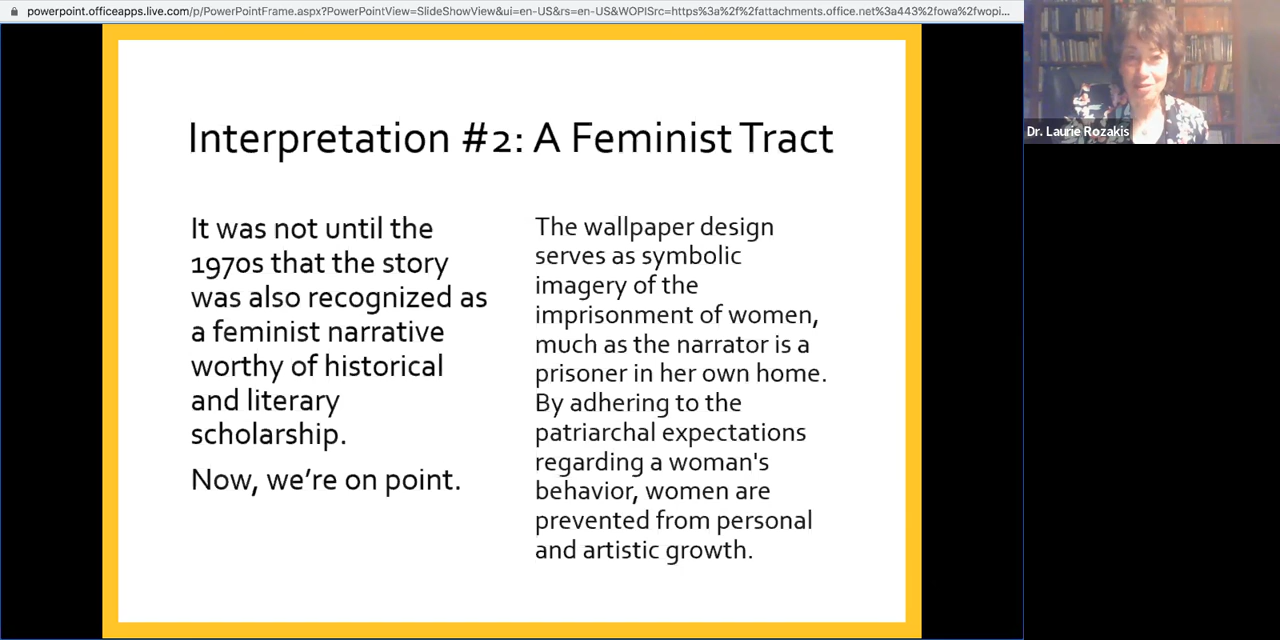 powerpoint.officeapps.live.com/p/PowerPointFrame.aspx?PowerPointView=SlideShowView&ui=en-US&rs=en-US&WOPISrc=https%3a%2f%2fattachments.office.net%3a443%2fowa%2fwopi...
Dr. Laurie Rozakis
Interpretation #2: A Feminist Tract
It was not until the
1970s that the story
was also recognized as
a feminist narrative
worthy of historical
and literary
scholarship.
Now, we’re on point.
The wallpaper design
serves as symbolic
imagery of the
imprisonment of women,
much as the narrator is a
prisoner in her own home.
By adhering to the
patriarchal expectations
regarding a woman's
behavior, women are
prevented from personal
and artistic growth.